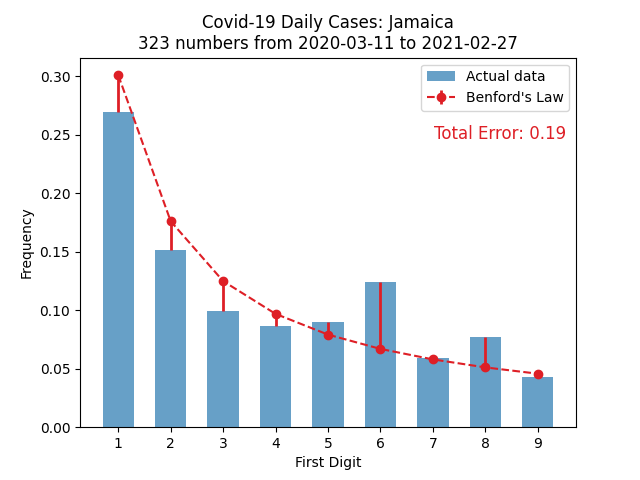 Covid-19 Daily Cases: Jamaica
323 numbers from 2020-03-11 to 2021-02-27
Actual data
Benford's Law
Total Error: 0.19
Frequency
0.30
0.25
0.20
0.15
0.10
0.05
0.00
1 2 3 4 5 6 7 8 9
First Digit